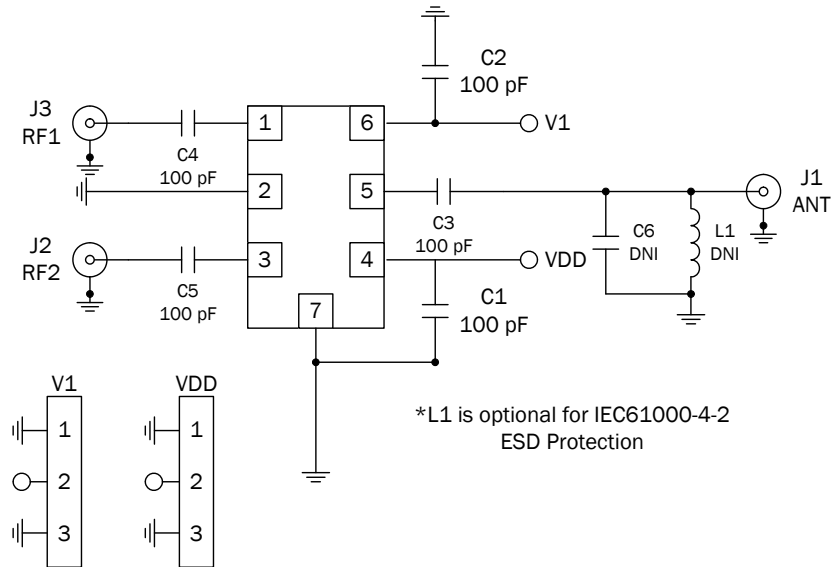 C2
100 pF
J3
RF1
1
6
V1
C4
100 pF
2
5
J1
ANT
C3
100 pF
C6
DNI
L1
DNI
J2
RF2
3
4
VDD
C5
100 pF
7
C1
100 pF
V1
1
2
3
VDD
1
2
3
*L1 is optional for IEC61000-4-2
ESD Protection